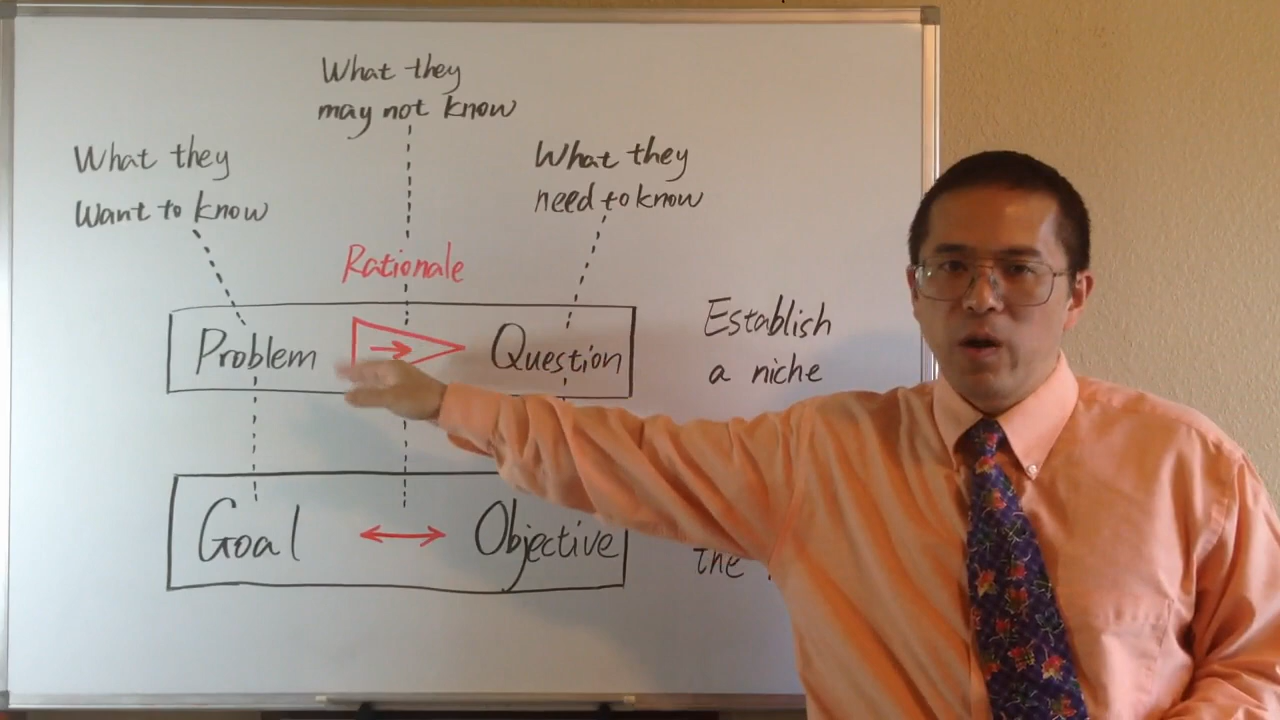 What they
may not know
What they
Want to know
What they
need to know
Rationale
Problem
Question
Establish
a niche
Goal
Objective
the